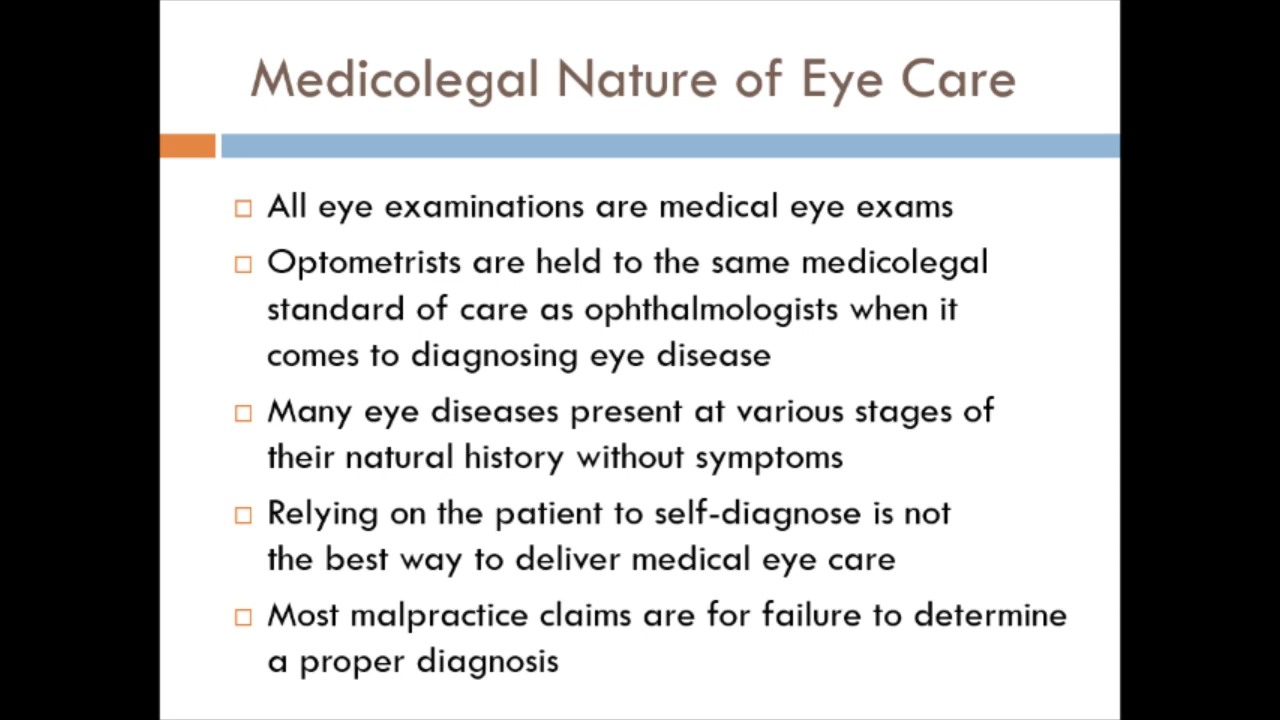 Medicolegal Nature of Eye Care
All eye examinations are medical eye exams
Optometrists are held to the same medicolegal
standard of care as ophthalmologists when it
comes to diagnosing eye disease
Many eye diseases present at various stages of
their natural history without symptoms
Relying on the patient to self-diagnose is not
the best way to deliver medical eye care
Most malpractice claims are for failure to determine
a proper diagnosis